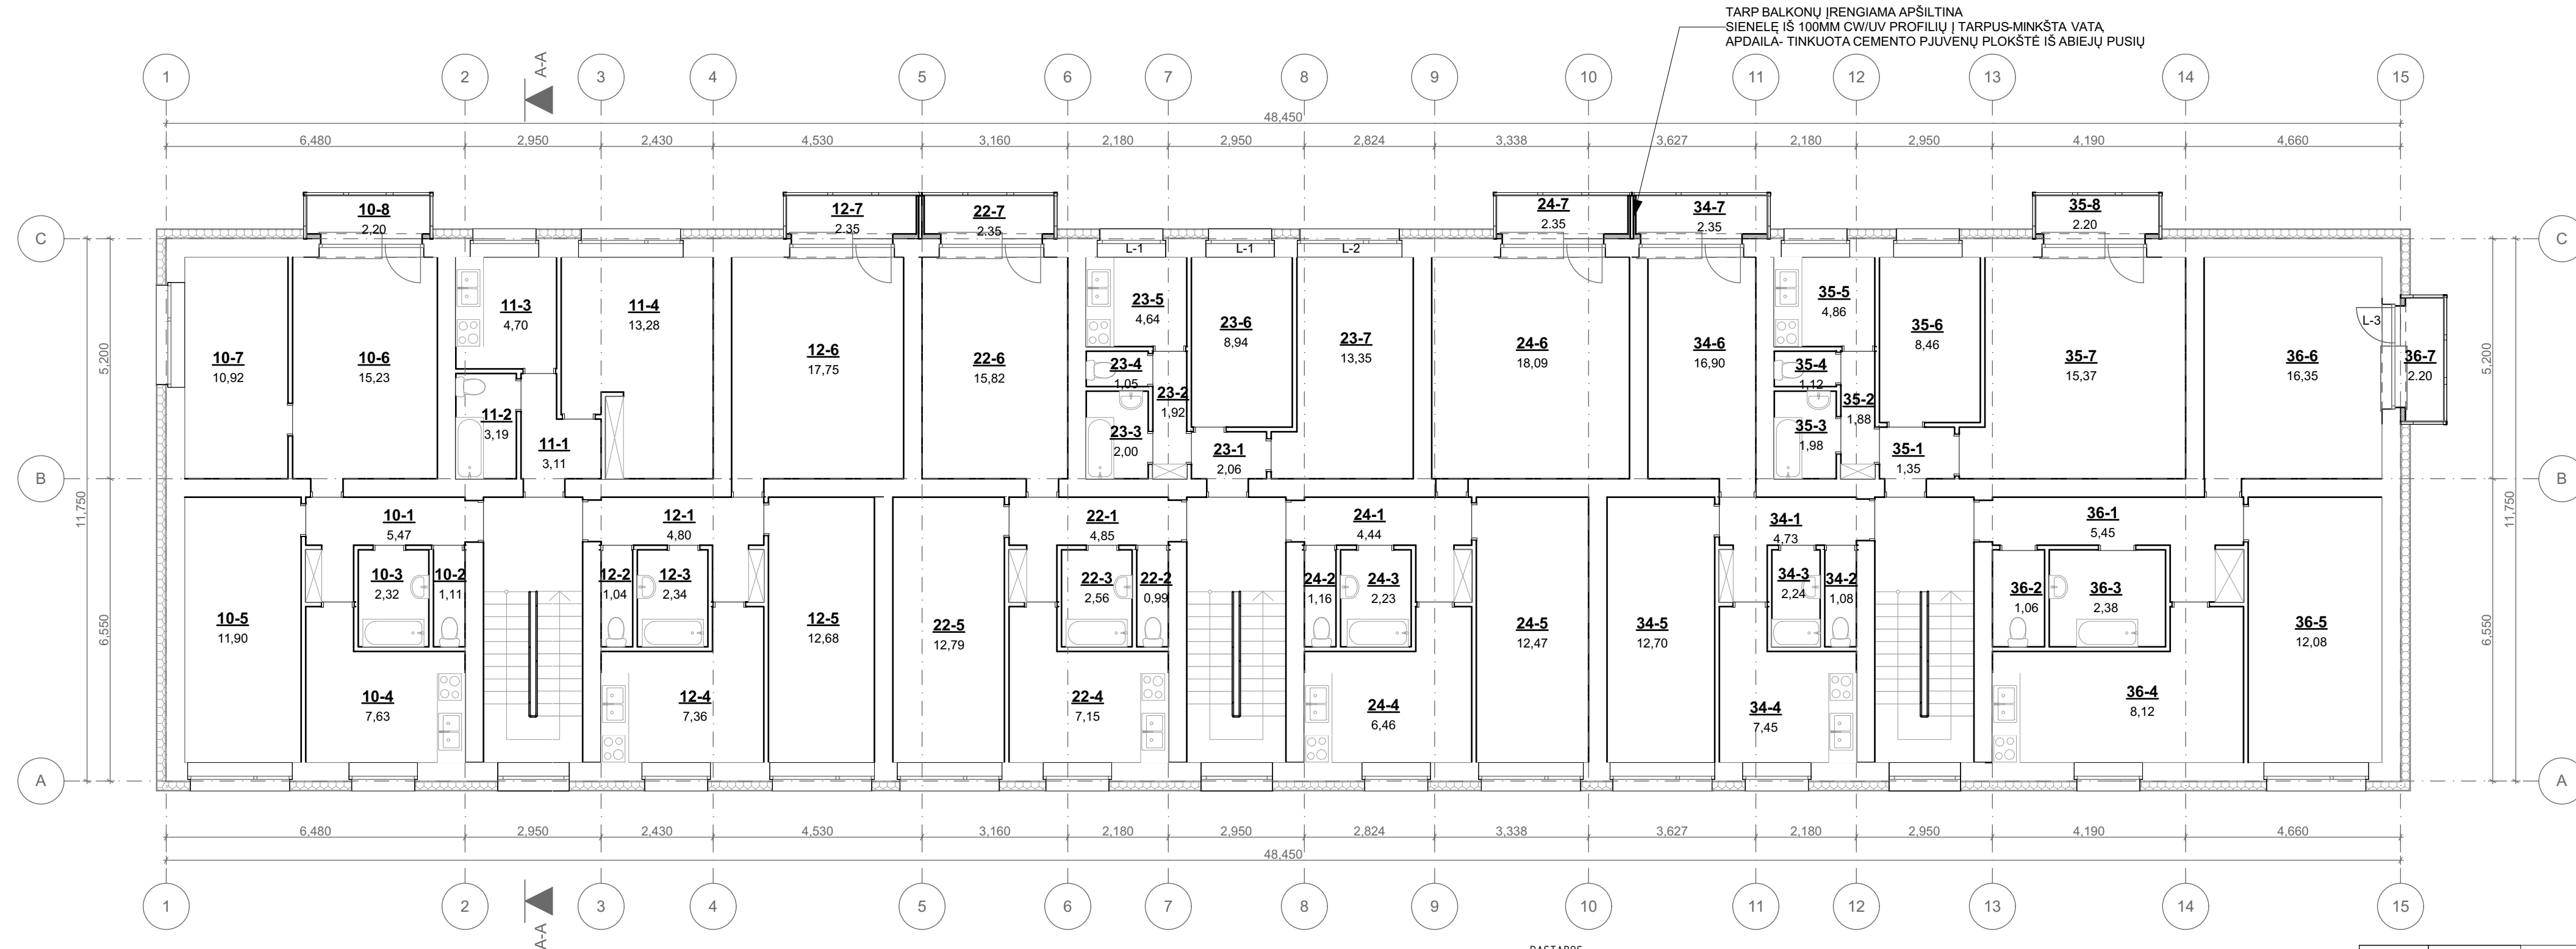 TARP BALKONŲ ĮRENGIAMA APŠILTINA
SIENELĘ IŠ 100MM CW/UV PROFILIŲ Į TARPUS-MINKŠTA VATA,
APDAILA- TINKUOTA CEMENTO PJUVENŲ PLOKŠTĖ IŠ ABIEJŲ PUSIŲ
A-A
1 2 3 4 5 6 7 8 9 10 11 12 13 14 15
48,450
6,480 2,950 2,430 4,530 3,160 2,180 2,950 2,824 3,338 3,627 2,180 2,950 4,190 4,660
10-8 12-7 22-7 24-7 34-7 35-8
2,20 2.35 2.35 2.35 2.35 2.20
C C
L-1 L-1 L-2
11-3 11-4 23-5 23-6 35-5 35-6
4,70 13,28 4,64 8,94 4,86 8,46
L-3
10-7 10-6 12-6 22-6 23-7 24-6 34-6 35-7 36-6 36-7
10,92 15,23 17,75 15,82 13,35 18,09 16,90 15,37 16,35 2.20
5,200 5,200
23-4 35-4
1,05 1,12
23-2 35-2
1,92 1,88
11-2 23-3 35-3
3,19 2,00 1,98
11-1 23-1 35-1
3,11 2,06 1,35
B B
11,750 11,750
10-1 12-1 22-1 24-1 34-1 36-1
5,47 4,80 4,85 4,44 4,73 5,45
10-3 10-2 12-2 12-3 22-3 22-2 24-2 24-3 34-3 34-2 36-2 36-3
2,32 1,11 1,04 2,34 2,56 0,99 1,16 2,23 2,24 1,08 1,06 2,38
10-5 12-5 22-5 24-5 34-5 36-5
11,90 12,68 12,79 12,47 12,70 12,08
6,550 6,550
10-4 12-4 22-4 24-4 34-4 36-4
7,63 7,36 7,15 6,46 7,45 8,12
A A
6,480 2,950 2,430 4,530 3,160 2,180 2,950 2,824 3,338 3,627 2,180 2,950 4,190 4,660
48,450
1 2 3 4 5 6 7 8 9 10 11 12 13 14 15
A-A